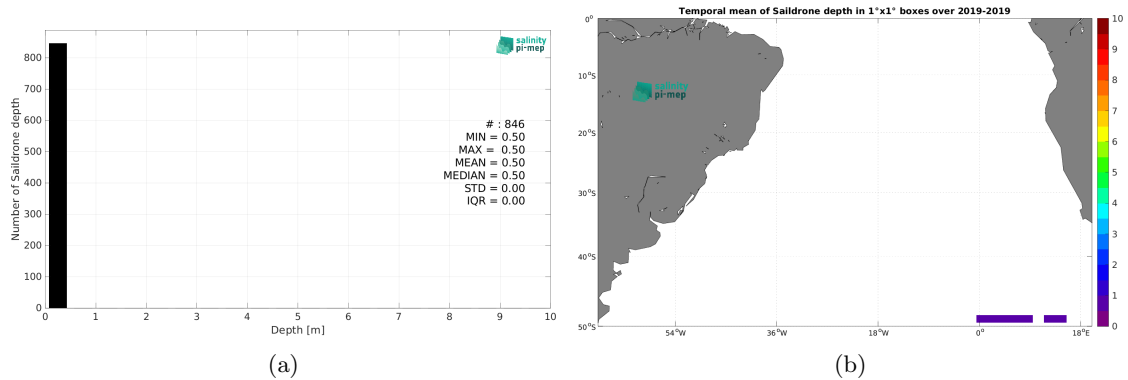 salinity
pi-mep
800
700
600
500
400
300
200
100
0
Number of Saildrone depth
# : 846
MIN = 0.50
MAX = 0.50
MEAN = 0.50
MEDIAN = 0.50
STD = 0.00
IQR = 0.00
0 1 2 3 4 5 6 7 8 9 10
Depth [m]
(a)
Temporal mean of Saildrone depth in 1°x1° boxes over 2019-2019
salinity
pi-mep
0°
10°S
20°S
30°S
40°S
50°S
54°W 36°W 18°W 0° 18°E
10
9
8
7
6
5
4
3
2
1
0
(b)